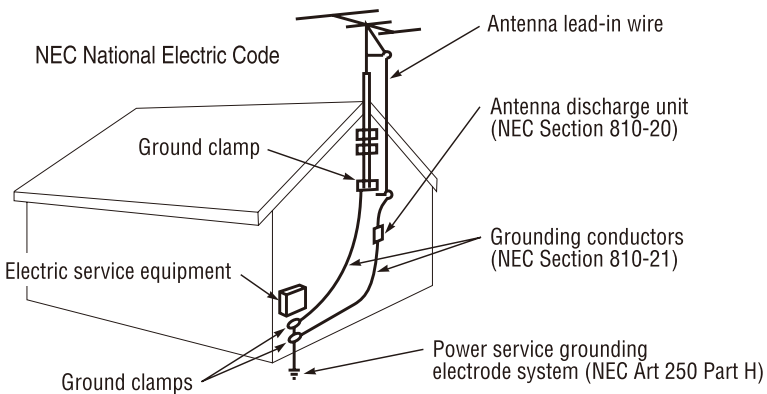 Antenna lead-in wire
NEC National Electric Code
Antenna discharge unit
(NEC Section 810-20)
Ground clamp
Grounding conductors
(NEC Section 810-21)
Electric service equipment
Power service grounding
electrode system (NEC Art 250 Part H)
Ground clamps